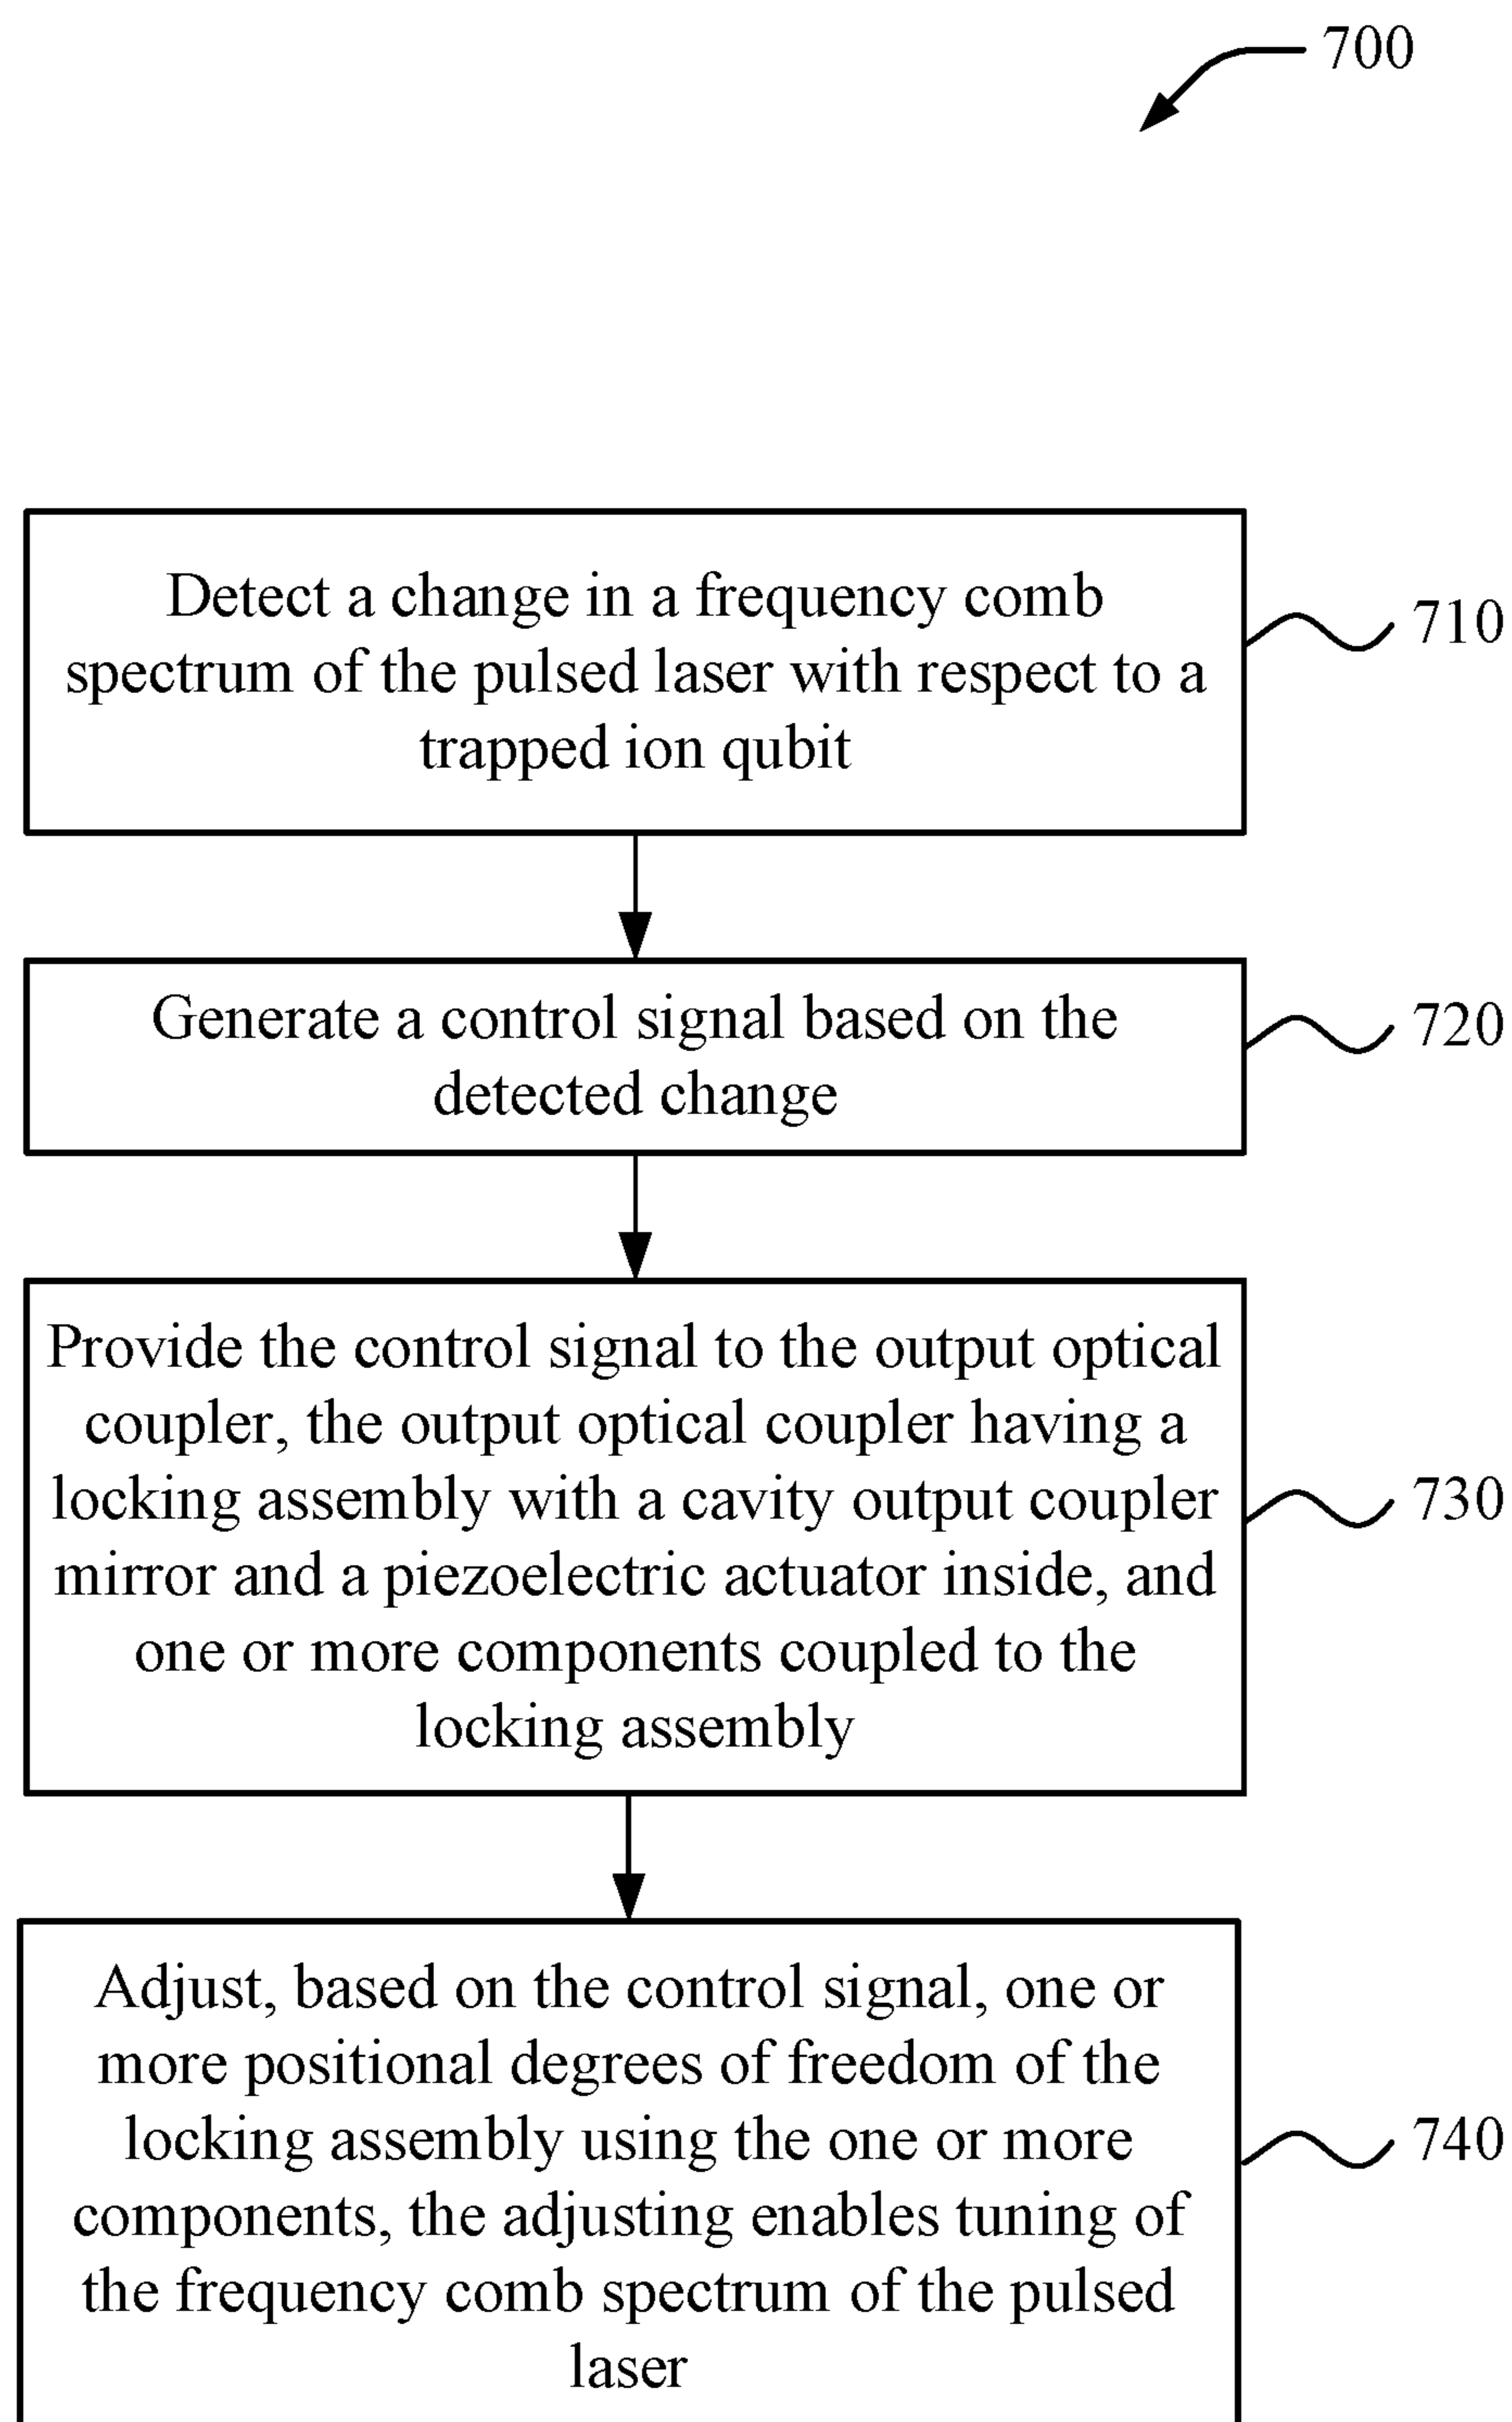 700
Detect a change in a frequency comb
spectrum of the pulsed laser with respect to a
trapped ion qubit
710
Generate a control signal based on the
detected change
720
Provide the control signal to the output optical
coupler, the output optical coupler having a
locking assembly with a cavity output coupler
mirror and a piezoelectric actuator inside, and
one or more components coupled to the
locking assembly
730
Adjust, based on the control signal, one or
more positional degrees of freedom of the
locking assembly using the one or more
components, the adjusting enables tuning of
the frequency comb spectrum of the pulsed
laser
740